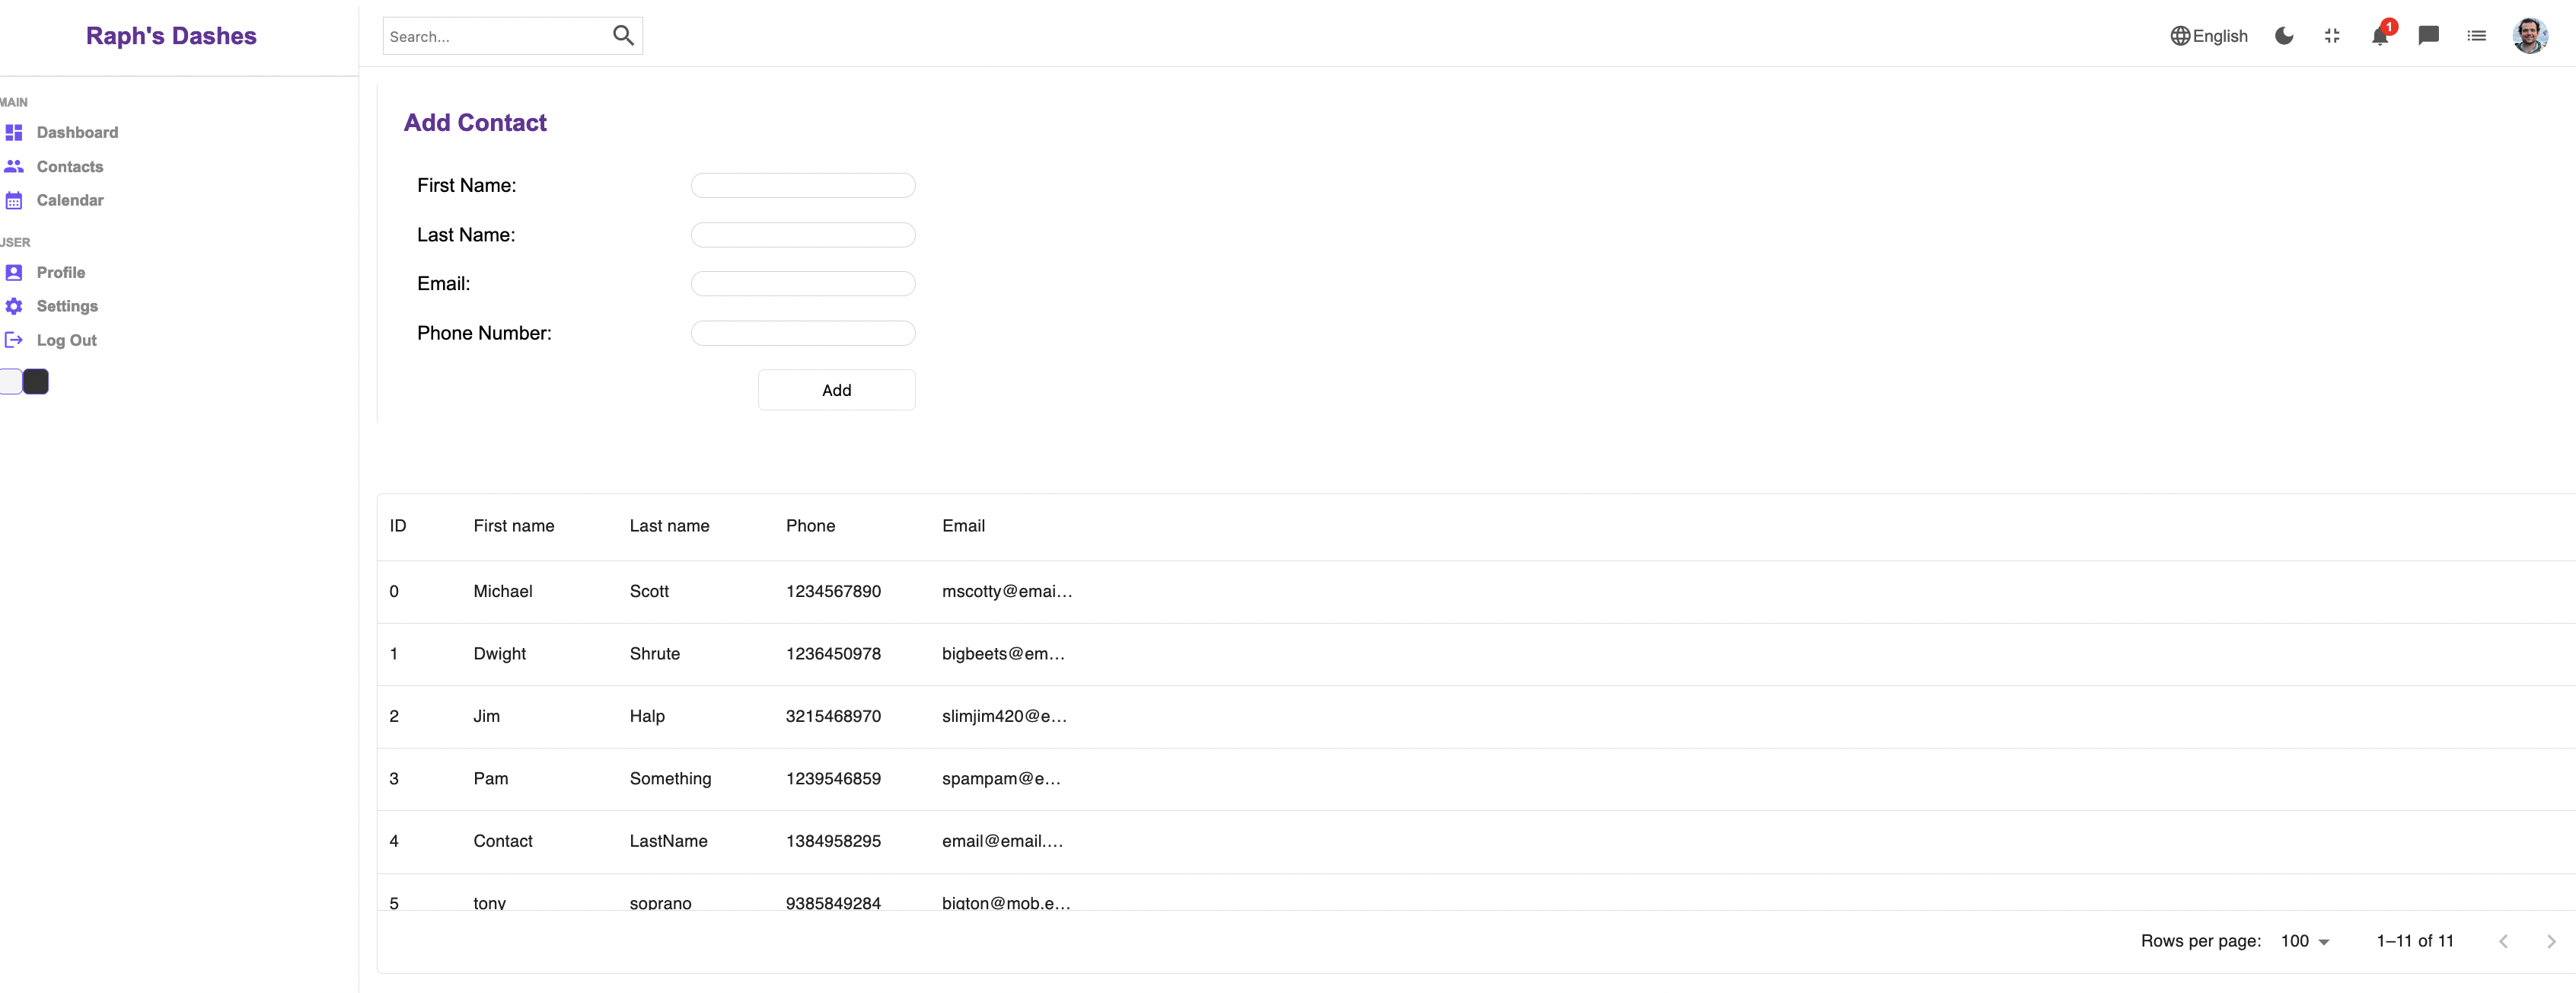 Raph's Dashes
Search...
English
1
MAIN
Dashboard
Contacts
Calendar
USER
Profile
Settings
Log Out
Add Contact
First Name:
Last Name:
Email:
Phone Number:
Add
ID First name Last name Phone Email
0 Michael Scott 1234567890 mscotty@emai…
1 Dwight Shrute 1236450978 bigbeets@em…
2 Jim Halp 3215468970 slimjim420@e…
3 Pam Something 1239546859 spampam@e…
4 Contact LastName 1384958295 email@email.…
5 tony soprano 9385849284 bigton@mob.e…
Rows per page: 100 1–11 of 11